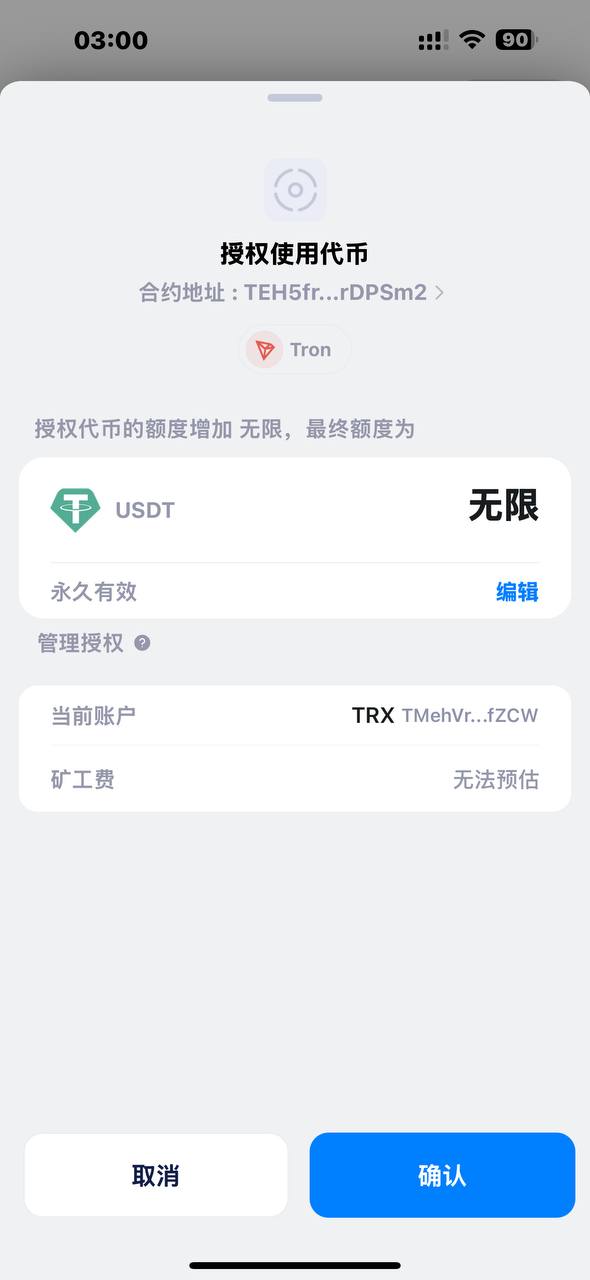 03:00
90
授权使用代币
合约地址 : TEH5fr...rDPSm2
Tron
授权代币的额度增加 无限，最终额度为
USDT
无限
永久有效
编辑
管理授权 ?
当前账户
TRX TMehVr...fZCW
矿工费
无法预估
取消
确认